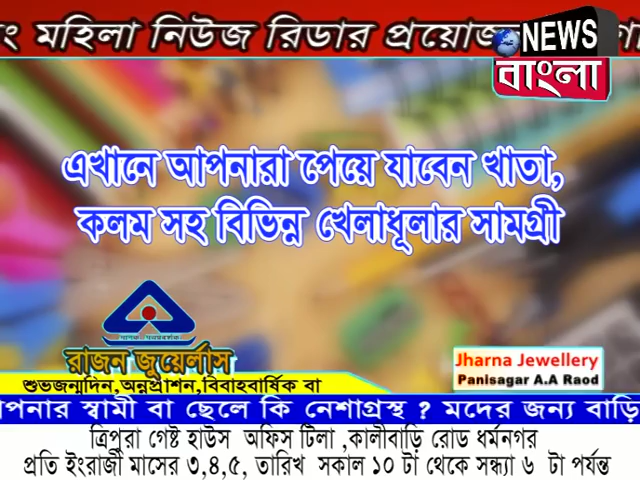 ং মহিলা নিউজ রিডার প্রয়োজ
NEWS
বাংলা
এখানে আপনারা পেয়ে যাবেন খাতা,
কলম সহ বিভিন্ন খেলাধূলার সামগ্রী
রাজন জুয়ের্লাস
শুভজন্মদিন,অন্নপ্রাশন,বিবাহবার্ষিক বা
Jharna Jewellery
Panisagar A.A Raod
পনার স্বামী বা ছেলে কি নেশাগ্রস্থ ? মদের জন্য বাড়ি
ত্রিপুরা গেষ্ট হাউস অফিস টিলা ,কালীবাড়ি রোড ধর্মনগর
প্রতি ইংরাজী মাসের ৩,৪,৫, তারিখ সকাল ১০ টা থেকে সন্ধ্যা ৬ টা পর্যন্ত